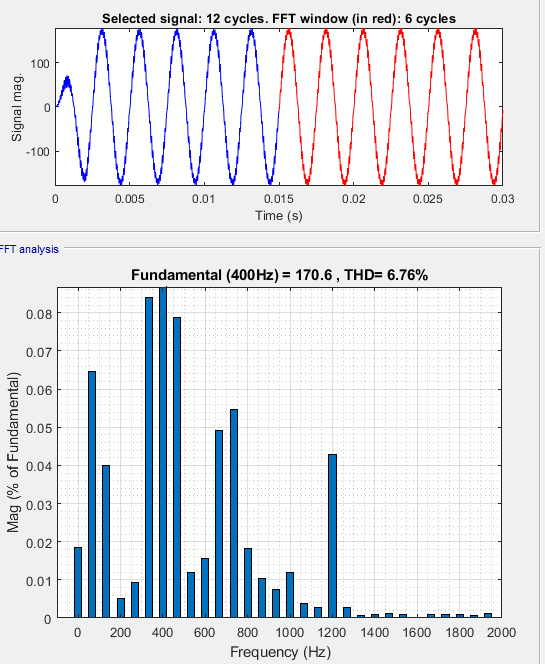 Selected signal: 12 cycles. FFT window (in red): 6 cycles
Signal mag.
100
0
-100
0 0.005 0.01 0.015 0.02 0.025 0.03
Time (s)
FFT analysis
Fundamental (400Hz) = 170.6 , THD= 6.76%
Mag (% of Fundamental)
0.08
0.07
0.06
0.05
0.04
0.03
0.02
0.01
0
0 200 400 600 800 1000 1200 1400 1600 1800 2000
Frequency (Hz)